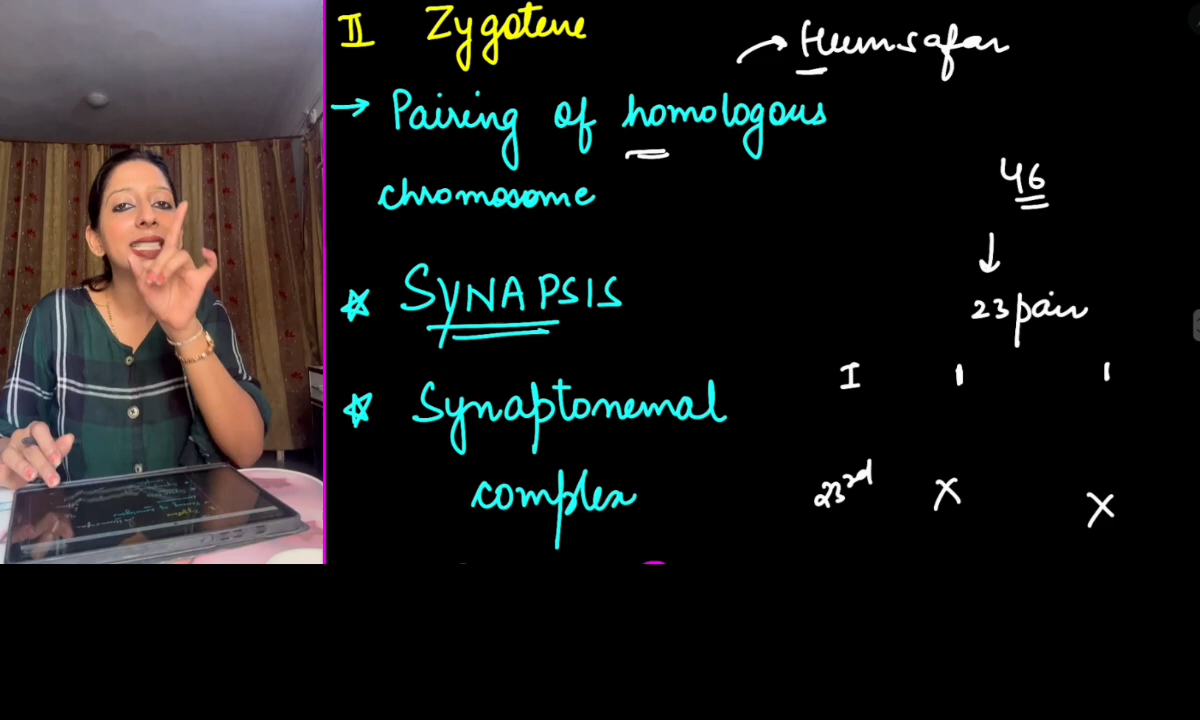 II Zygotene
→ Humsafar
→ Pairing of homologous
chromosome
46
↓
23 pair
☆ SYNAPSIS
I 1 1
☆ Synaptonemal
complex
23rd X X